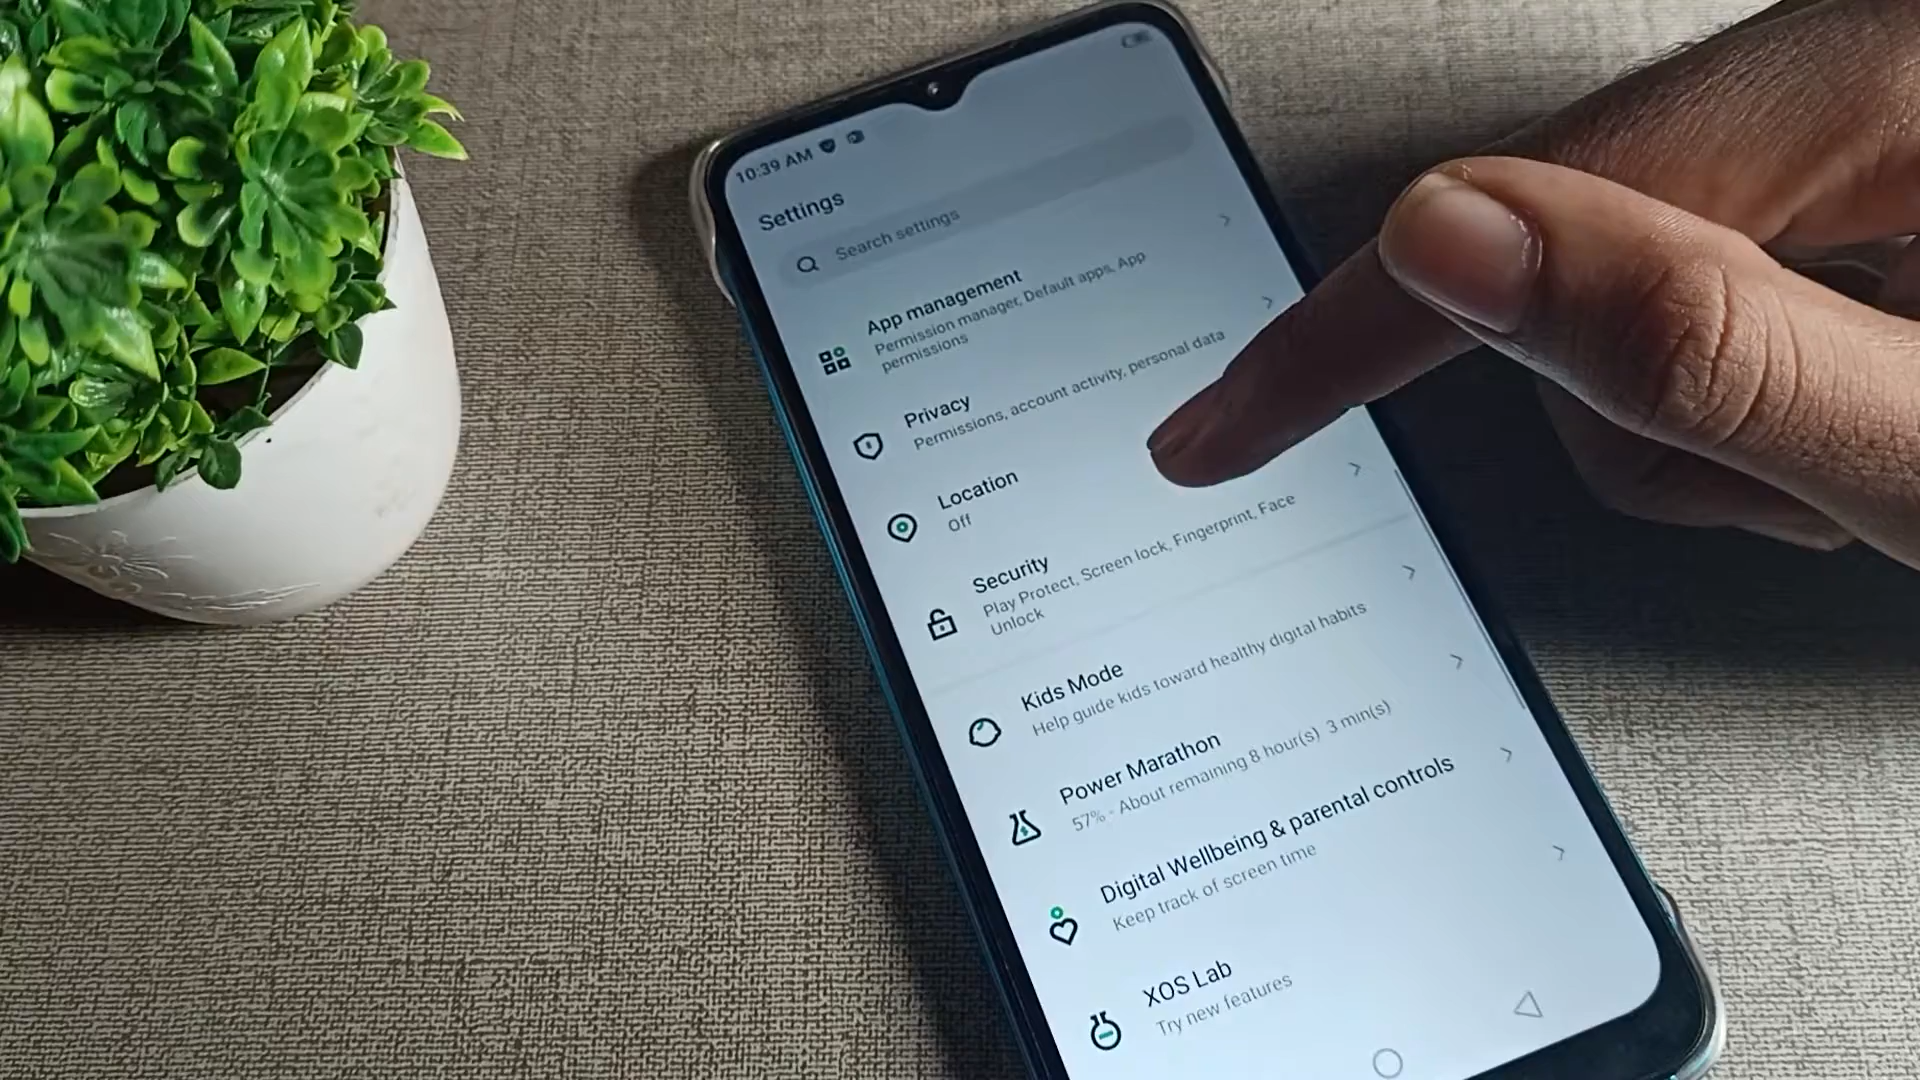 10:39 AM
Settings
Search settings
App management
Permission manager, Default apps, App
permissions
Privacy
Permissions, account activity, personal data
Location
Off
Security
Play Protect, Screen lock, Fingerprint, Face
Unlock
Kids Mode
Help guide kids toward healthy digital habits
Power Marathon
57% - About remaining 8 hour(s) 3 min(s)
Digital Wellbeing & parental controls
Keep track of screen time
XOS Lab
Try new features